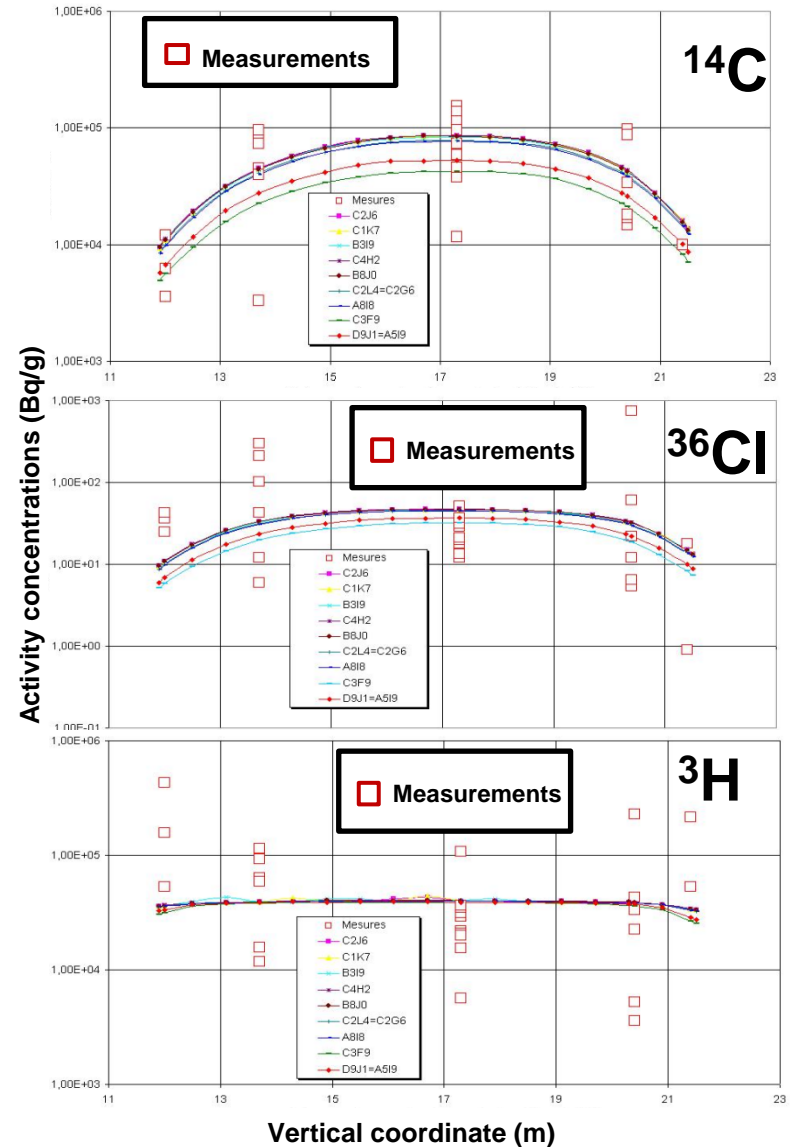 1,00E+06
Measurements
14C
1,00E+05
Mesures
C2J6
C1K7
B3I9
C4H2
B8J0
C2L4=C2G6
A8I8
C3F9
D9J1=A5I9
1,00E+04
1,00E+03
11 13 15 17 19 21 23
Activity concentrations (Bq/g)
1,00E+03
Measurements
36Cl
1,00E+02
1,00E+01
Mesures
C2J6
C1K7
B3I9
C4H2
B8J0
C2L4=C2G6
A8I8
C3F9
D9J1=A5I9
1,00E+00
1,00E-01
1,00E+06
Measurements
3H
1,00E+05
1,00E+04
Mesures
C2J6
C1K7
B3I9
C4H2
B8J0
C2L4=C2G6
A8I8
C3F9
D9J1=A5I9
1,00E+03
11 13 15 17 19 21 23
Vertical coordinate (m)